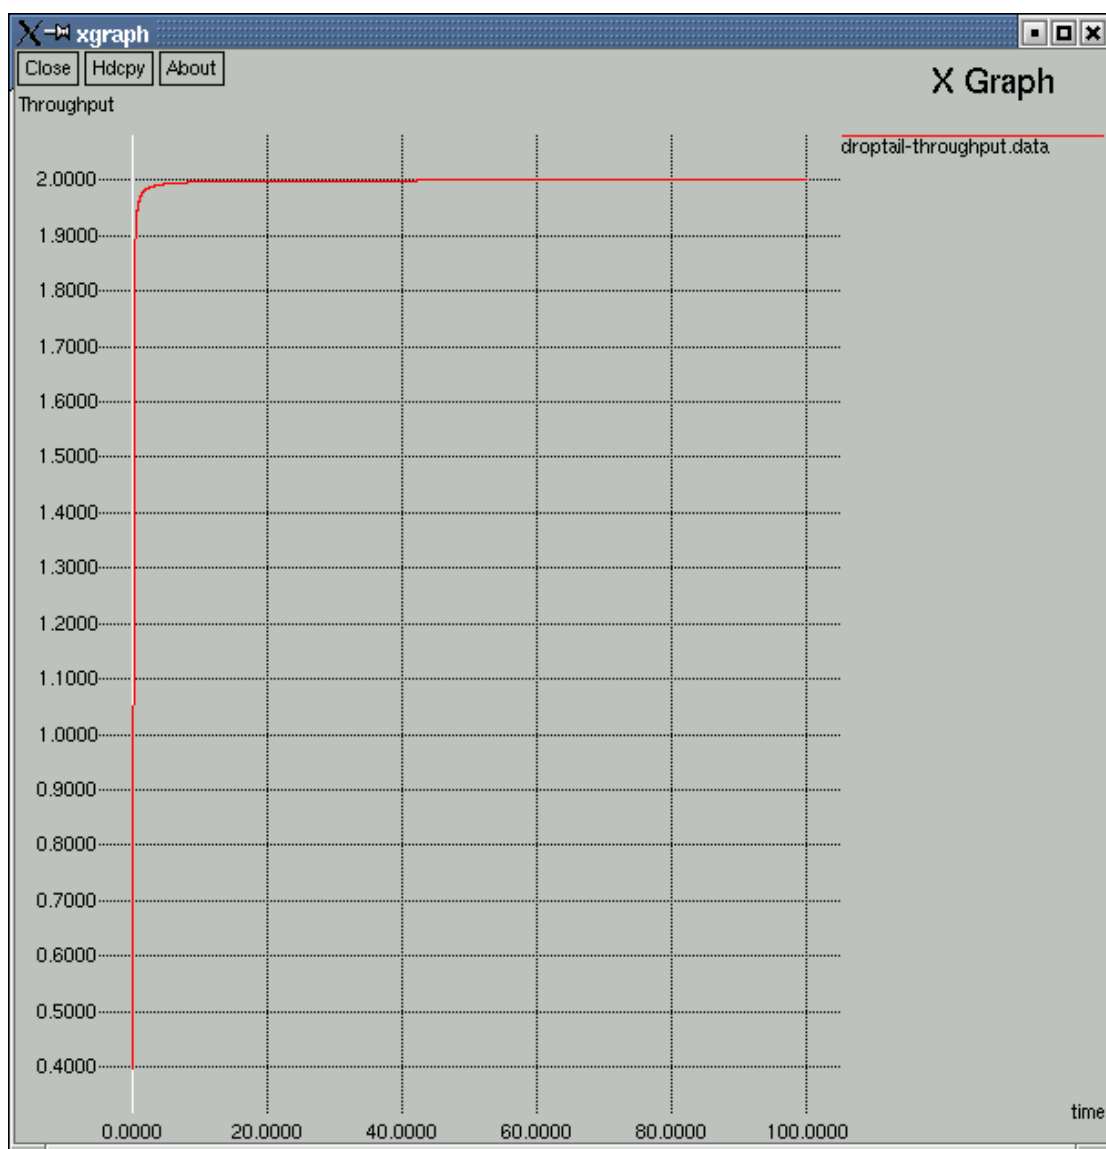 xgraph
Close Hdcpy About
X Graph
Throughput
droptail-throughput.data
2.0000
1.9000
1.8000
1.7000
1.6000
1.5000
1.4000
1.3000
1.2000
1.1000
1.0000
0.9000
0.8000
0.7000
0.6000
0.5000
0.4000
time
0.0000 20.0000 40.0000 60.0000 80.0000 100.0000